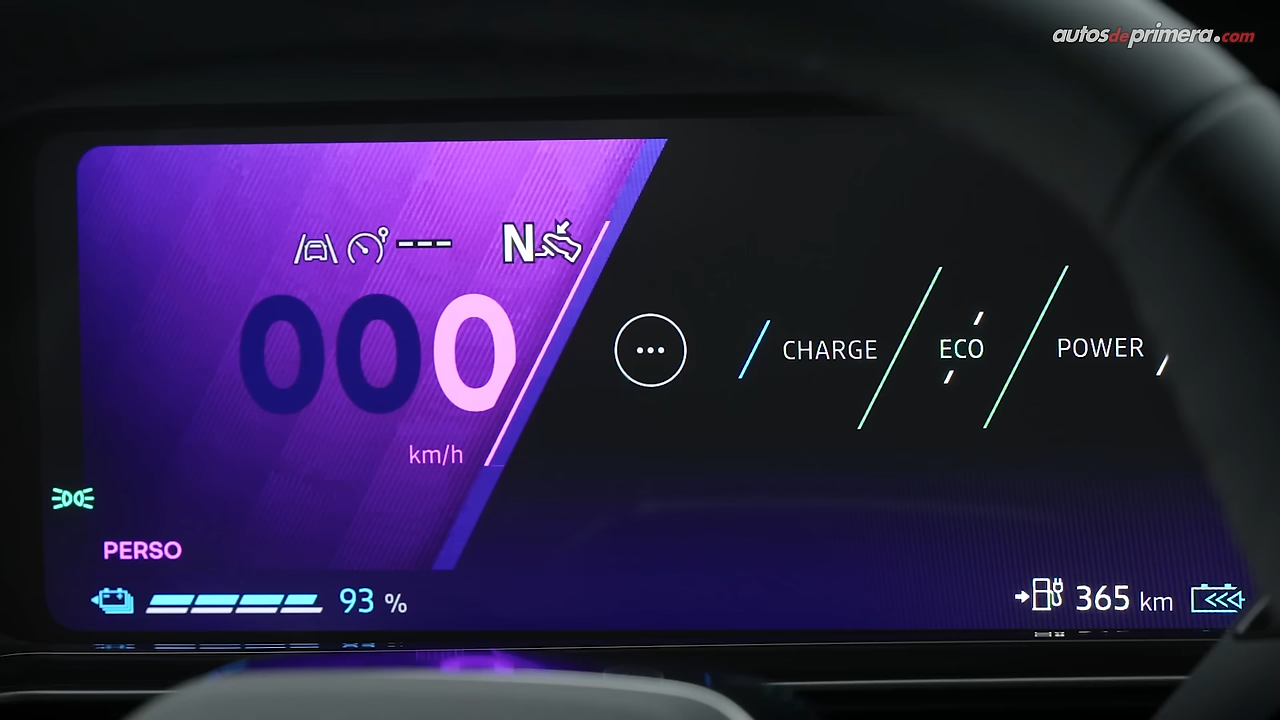 autosdeprimera.com
--- N
000
km/h
CHARGE
ECO
POWER
PERSO
93 %
365 km